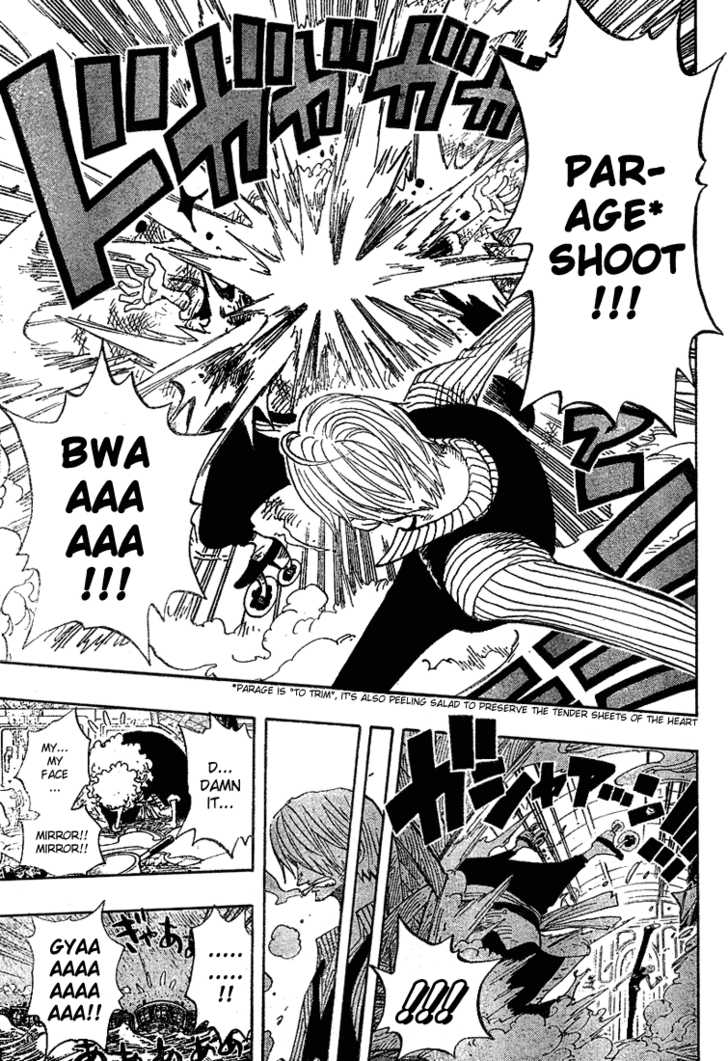 ドガガガガ
PAR-
AGE*
SHOOT
!!!
BWA
AAA
AAA
!!!
*PARAGE IS "TO TRIM", IT'S ALSO PEELING SALAD TO PRESERVE THE TENDER SHEETS OF THE HEART
ガシャアァ…!!
!!!
D...
DAMN
IT...
MY...
MY
FACE
...
MIRROR!!
MIRROR!!
......
......
!!
ぎゃああ
GYAA
AAAA
AAAA
AAA!!